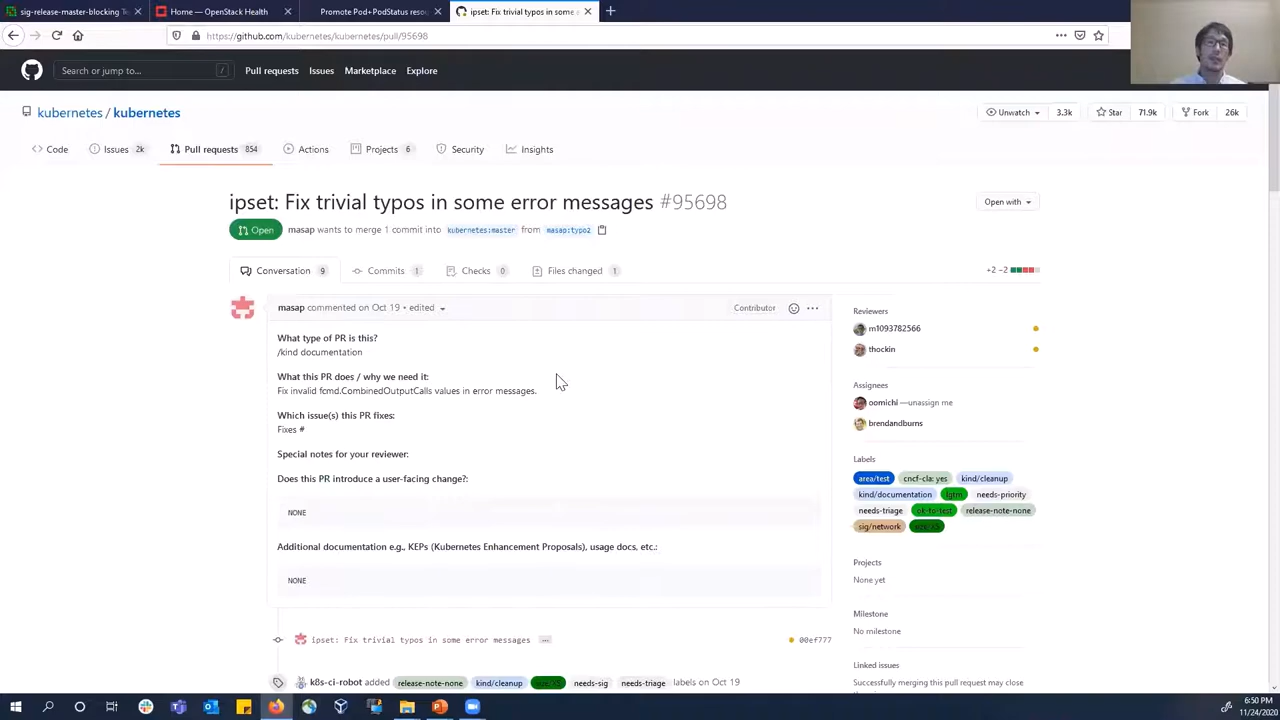 sig-release-master-blocking Te
Home — OpenStack Health
Promote Pod+PodStatus resou
ipset: Fix trivial typos in some e
https://github.com/kubernetes/kubernetes/pull/95698
Search or jump to... /
Pull requests Issues Marketplace Explore
kubernetes / kubernetes
Unwatch 3.3k Star 71.9k Fork 26k
Code Issues 2k Pull requests 854 Actions Projects 6 Security Insights
ipset: Fix trivial typos in some error messages #95698
Open with
Open masap wants to merge 1 commit into kubernetes:master from masap:typo2
Conversation 9 Commits 1 Checks 0 Files changed 1
+2 −2
masap commented on Oct 19 • edited
Contributor
What type of PR is this?
/kind documentation
What this PR does / why we need it:
Fix invalid fcmd.CombinedOutputCalls values in error messages.
Which issue(s) this PR fixes:
Fixes #
Special notes for your reviewer:
Does this PR introduce a user-facing change?:
NONE
Additional documentation e.g., KEPs (Kubernetes Enhancement Proposals), usage docs, etc.:
NONE
ipset: Fix trivial typos in some error messages ...
00ef777
k8s-ci-robot added release-note-none kind/cleanup needs-sig needs-triage labels on Oct 19
Reviewers
m1093782566
thockin
Assignees
oomichi —unassign me
brendandburns
Labels
area/test cncf-cla: yes kind/cleanup
kind/documentation lgtm needs-priority
needs-triage ok-to-test release-note-none
sig/network
Projects
None yet
Milestone
No milestone
Linked issues
Successfully merging this pull request may close
6:50 PM
11/24/2020